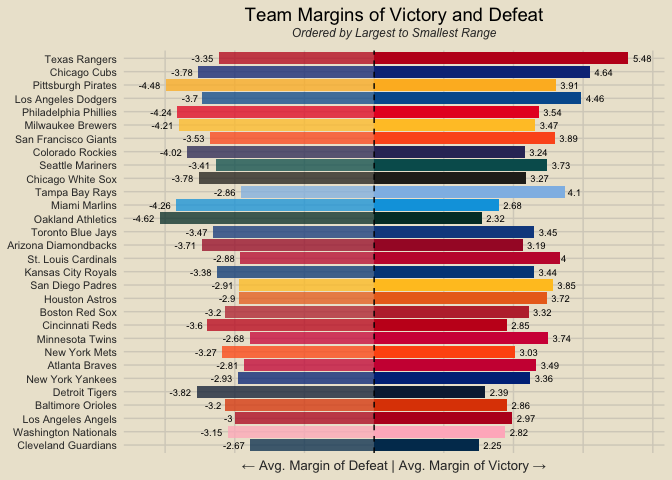 Team Margins of Victory and Defeat
Ordered by Largest to Smallest Range
Texas Rangers -3.35 5.48
Chicago Cubs -3.78 4.64
Pittsburgh Pirates -4.48 3.91
Los Angeles Dodgers -3.7 4.46
Philadelphia Phillies -4.24 3.54
Milwaukee Brewers -4.21 3.47
San Francisco Giants -3.53 3.89
Colorado Rockies -4.02 3.24
Seattle Mariners -3.41 3.73
Chicago White Sox -3.78 3.27
Tampa Bay Rays -2.86 4.1
Miami Marlins -4.26 2.68
Oakland Athletics -4.62 2.32
Toronto Blue Jays -3.47 3.45
Arizona Diamondbacks -3.71 3.19
St. Louis Cardinals -2.88 4
Kansas City Royals -3.38 3.44
San Diego Padres -2.91 3.85
Houston Astros -2.9 3.72
Boston Red Sox -3.2 3.32
Cincinnati Reds -3.6 2.85
Minnesota Twins -2.68 3.74
New York Mets -3.27 3.03
Atlanta Braves -2.81 3.49
New York Yankees -2.93 3.36
Detroit Tigers -3.82 2.39
Baltimore Orioles -3.2 2.86
Los Angeles Angels -3 2.97
Washington Nationals -3.15 2.82
Cleveland Guardians -2.67 2.25
← Avg. Margin of Defeat | Avg. Margin of Victory →